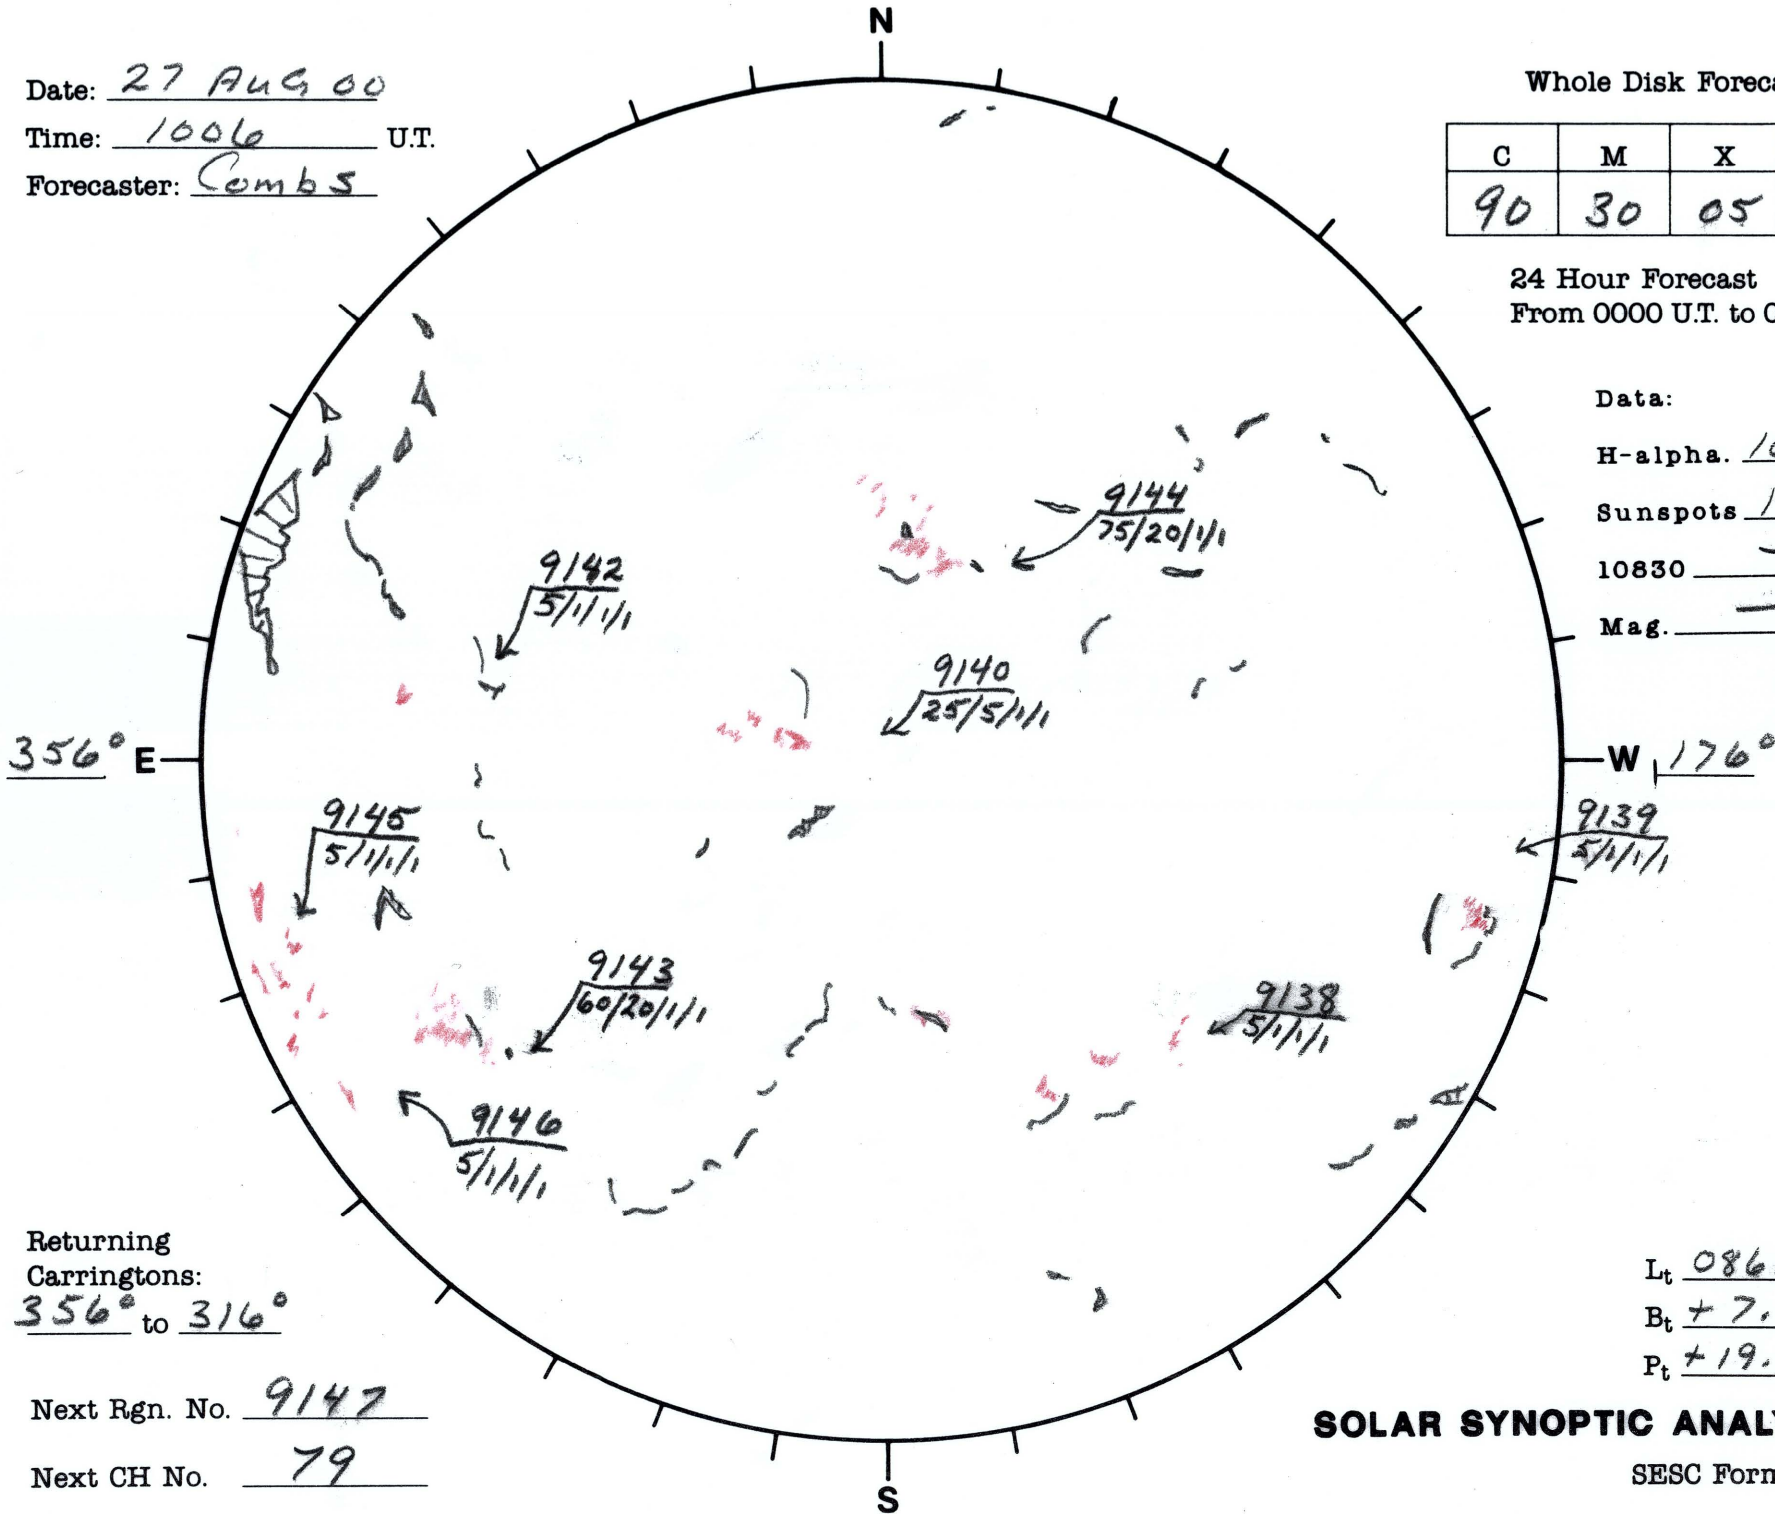 N
Date: 27 Aug 00
Time: 1006 U.T.
Forecaster: Combs
Whole Disk
C M X
90 30 05
24 Hour Forecast
From 0000 U.T. to
Data:
H-alpha.
Sunspots
10830
Mag.
9144
75/20/1/1
9142
5/1/1/1
9140
25/5/1/1
356° E
W 176°
9145
5/1/1/1
9139
5/1/1/1
9143
60/20/1/1
9138
5/1/1/1
9146
5/1/1/1
Returning
Carringtons:
356° to 316°
Next Rgn. No. 9147
Next CH No. 79
Lt 086
Bt +7.
Pt +19.
SOLAR SYNOPTIC
SESC
S